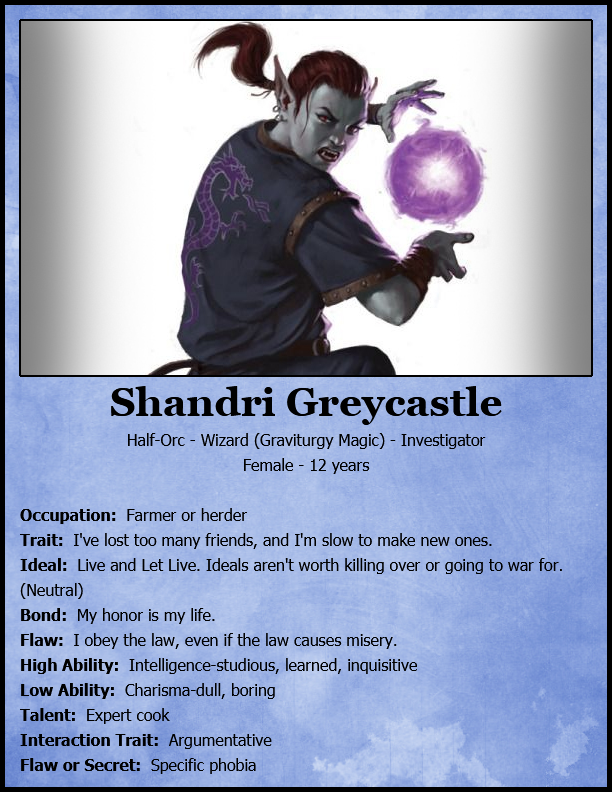 Shandri Greycastle
Half-Orc - Wizard (Graviturgy Magic) - Investigator
Female - 12 years
Occupation: Farmer or herder
Trait: I've lost too many friends, and I'm slow to make new ones.
Ideal: Live and Let Live. Ideals aren't worth killing over or going to war for.
(Neutral)
Bond: My honor is my life.
Flaw: I obey the law, even if the law causes misery.
High Ability: Intelligence-studious, learned, inquisitive
Low Ability: Charisma-dull, boring
Talent: Expert cook
Interaction Trait: Argumentative
Flaw or Secret: Specific phobia